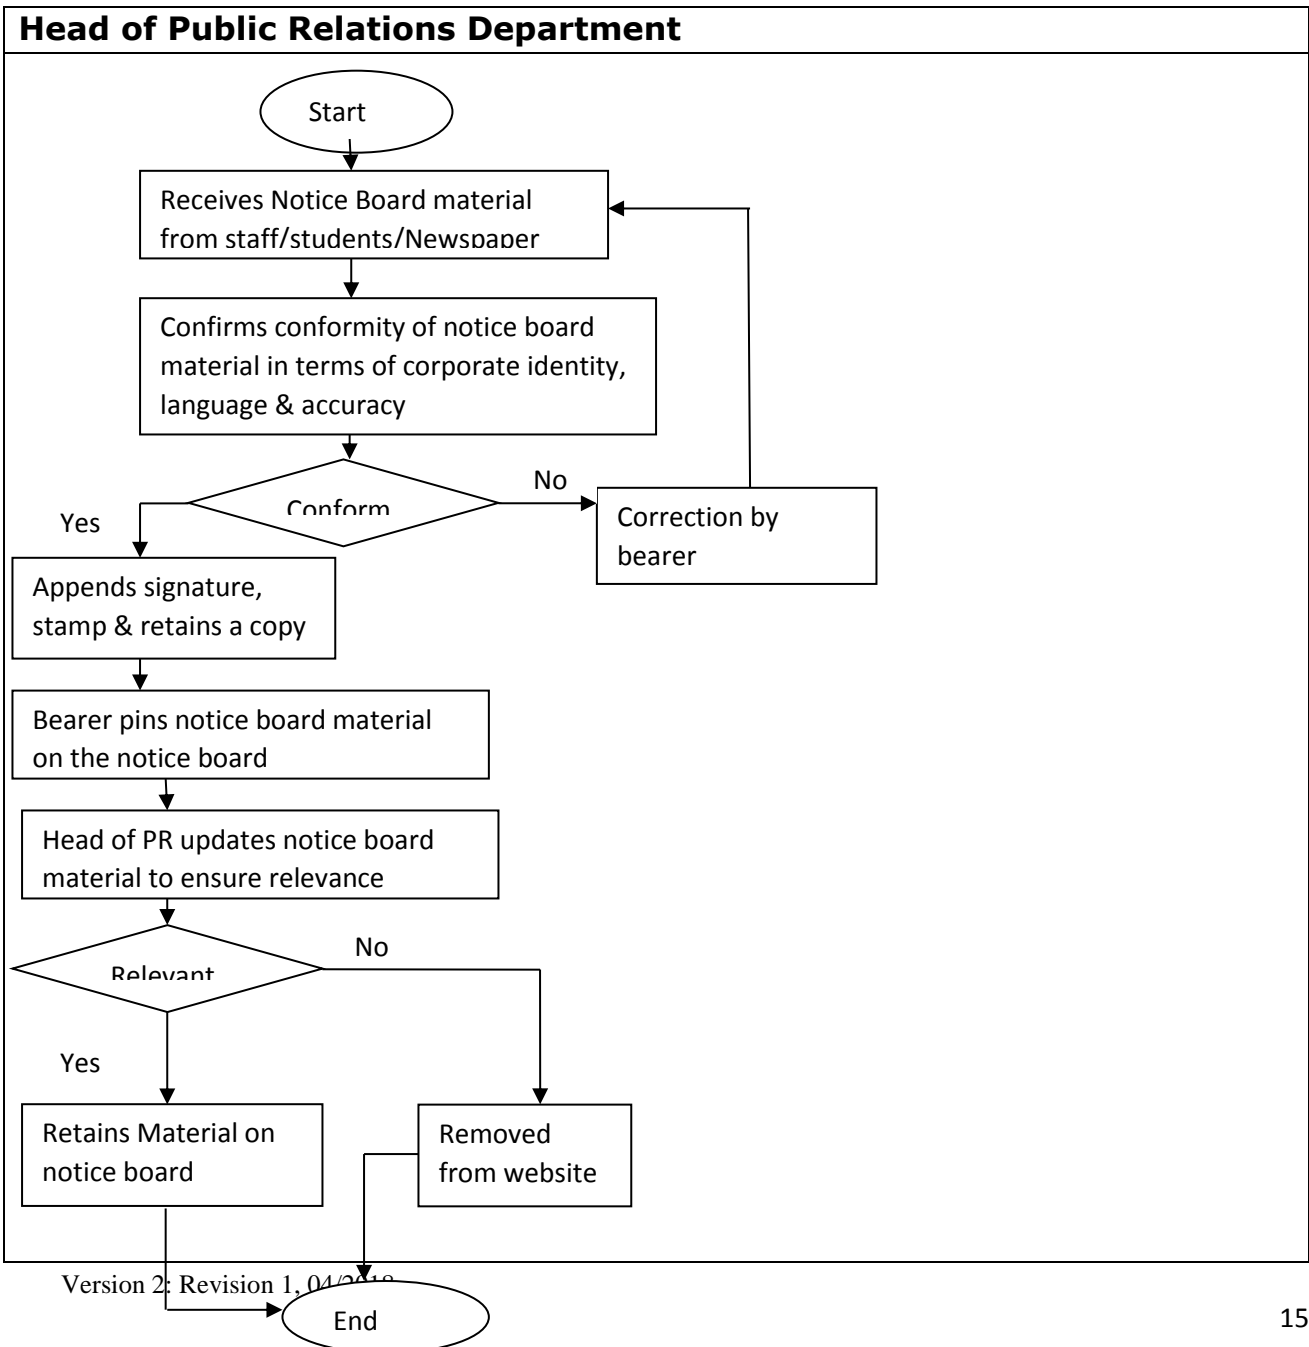 Head of Public Relations Department
Start
Receives Notice Board material
from staff/students/Newspaper
Confirms conformity of notice board
material in terms of corporate identity,
language & accuracy
Conform
No
Yes
Correction by
bearer
Appends signature,
stamp & retains a copy
Bearer pins notice board material
on the notice board
Head of PR updates notice board
material to ensure relevance
Relevant
No
Yes
Retains Material on
notice board
Removed
from website
Version 2: Revision 1, 04/2018
End
15